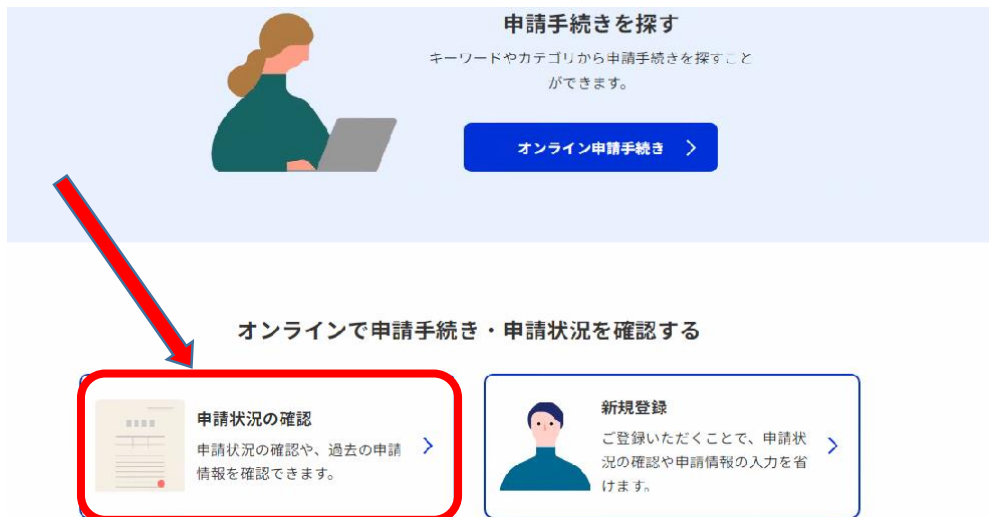 申請手続きを探す
キーワードやカテゴリから申請手続きを探すこと
ができます。
オンライン申請手続き
オンラインで申請手続き・申請状況を確認する
申請状況の確認
申請状況の確認や、過去の申請
情報を確認できます。
新規登録
ご登録いただくことで、申請状
況の確認や申請情報の入力を省
けます。